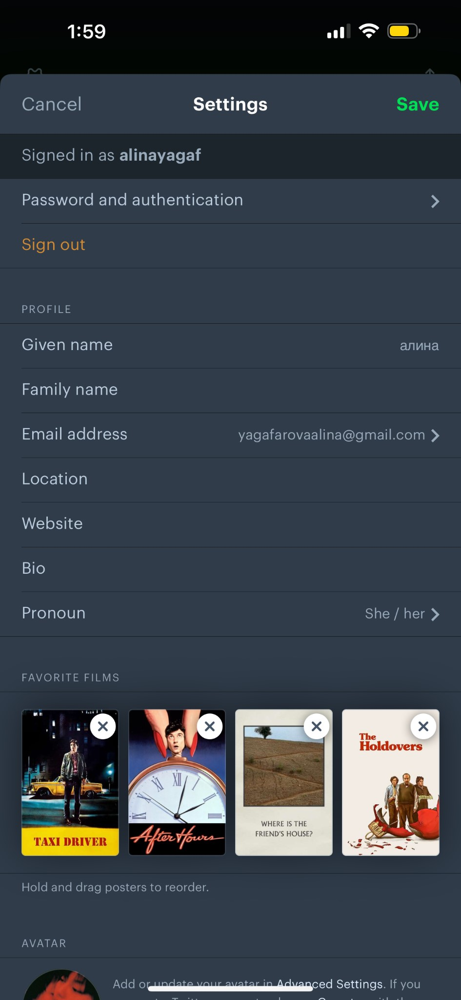 1:59
Cancel Settings Save
Signed in as alinayagaf
Password and authentication
Sign out
PROFILE
Given name алина
Family name
Email address yagafarovaalina@gmail.com
Location
Website
Bio
Pronoun She / her
FAVORITE FILMS
TAXI DRIVER
After Hours
WHERE IS THE
FRIEND'S HOUSE?
The
Holdovers
Hold and drag posters to reorder.
AVATAR
Add or update your avatar in Advanced Settings. If you